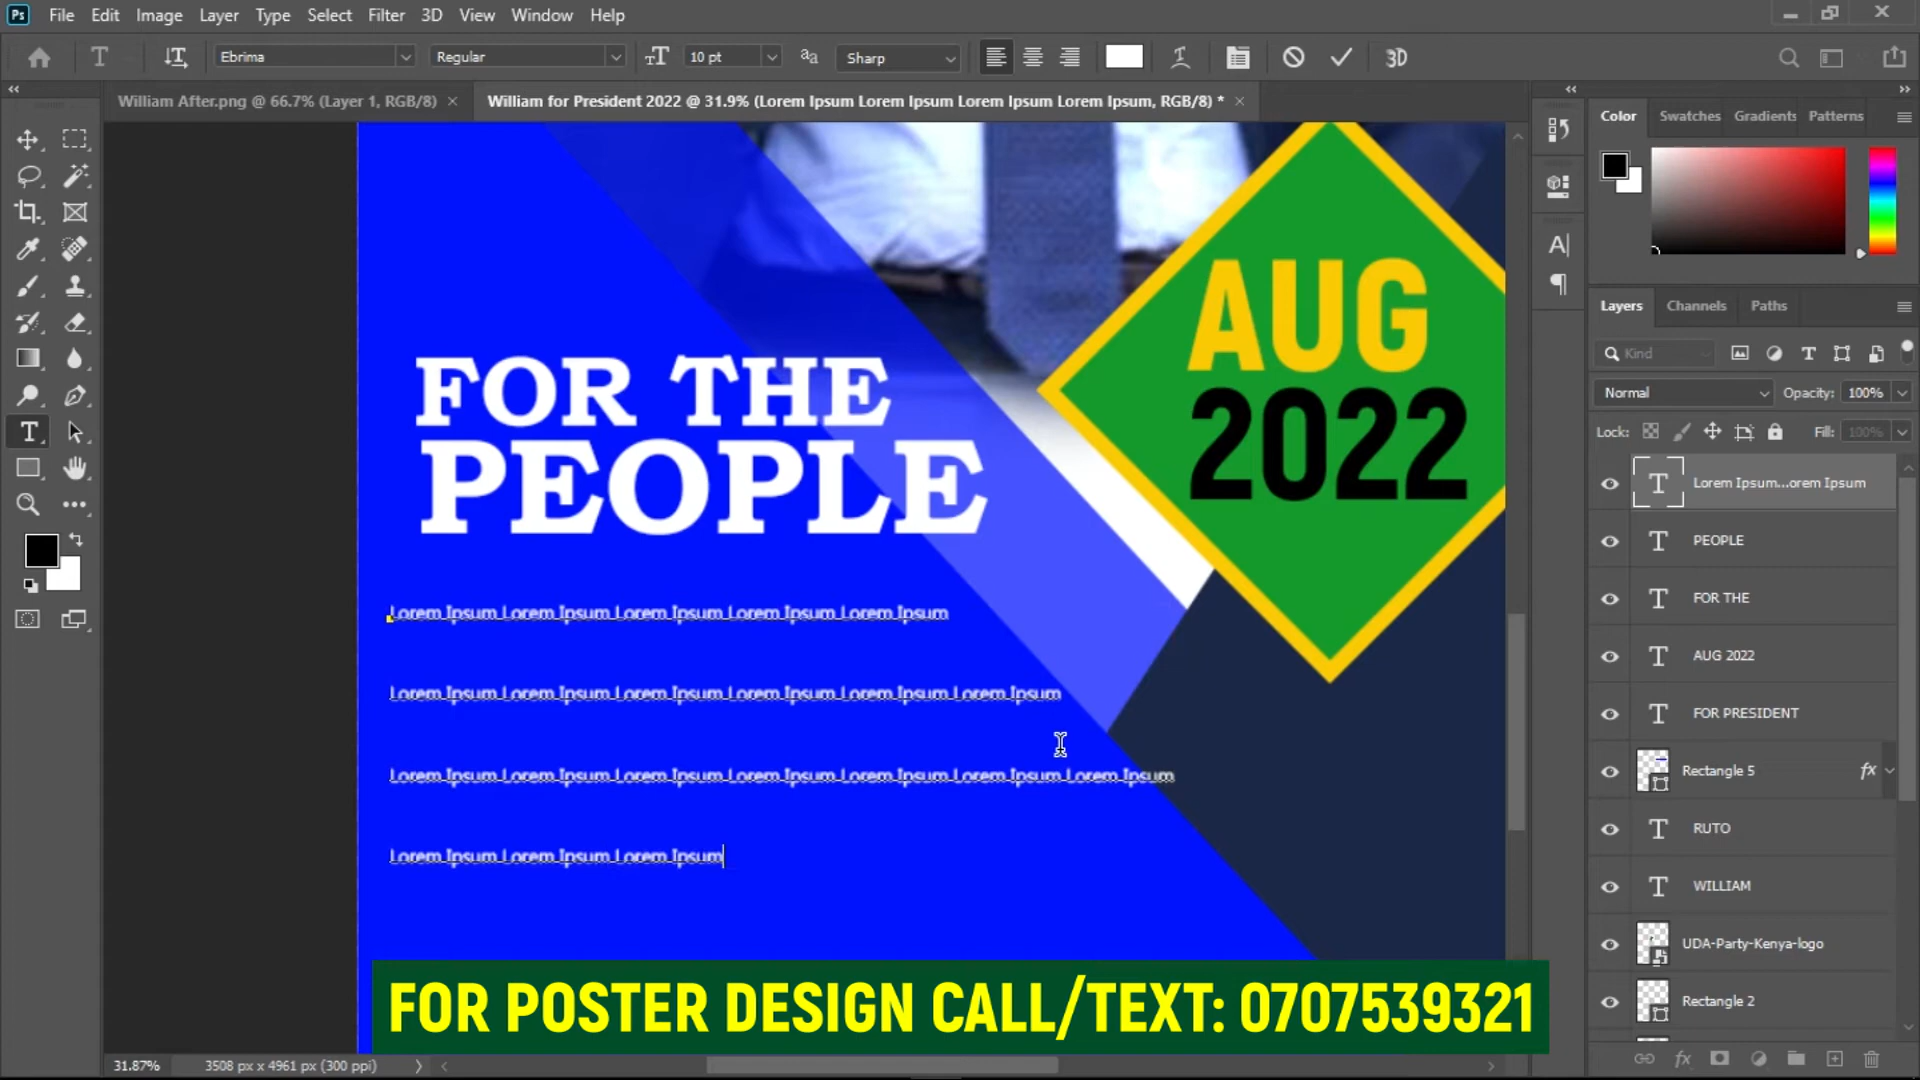 Ps File Edit Image Layer Type Select Filter 3D View Window Help
T Ebrima Regular 10 pt aa Sharp 3D
William After.png @ 66.7% (Layer 1, RGB/8) William for President 2022 @ 31.9% (Lorem Ipsum Lorem Ipsum Lorem Ipsum Lorem Ipsum, RGB/8) *
Color Swatches Gradients Patterns
AUG
2022
FOR THE
PEOPLE
Lorem Ipsum Lorem Ipsum Lorem Ipsum Lorem Ipsum Lorem Ipsum
Lorem Ipsum Lorem Ipsum Lorem Ipsum Lorem Ipsum Lorem Ipsum Lorem Ipsum
Lorem Ipsum Lorem Ipsum Lorem Ipsum Lorem Ipsum Lorem Ipsum Lorem Ipsum Lorem Ipsum
Lorem Ipsum Lorem Ipsum Lorem Ipsum
FOR POSTER DESIGN CALL/TEXT: 0707539321
Layers Channels Paths
Kind
Normal Opacity: 100%
Lock: Fill: 100%
Lorem Ipsum...orem Ipsum
PEOPLE
FOR THE
AUG 2022
FOR PRESIDENT
Rectangle 5 fx
RUTO
WILLIAM
UDA-Party-Kenya-logo
Rectangle 2
fx
31.87% 3508 px x 4961 px (300 ppi)